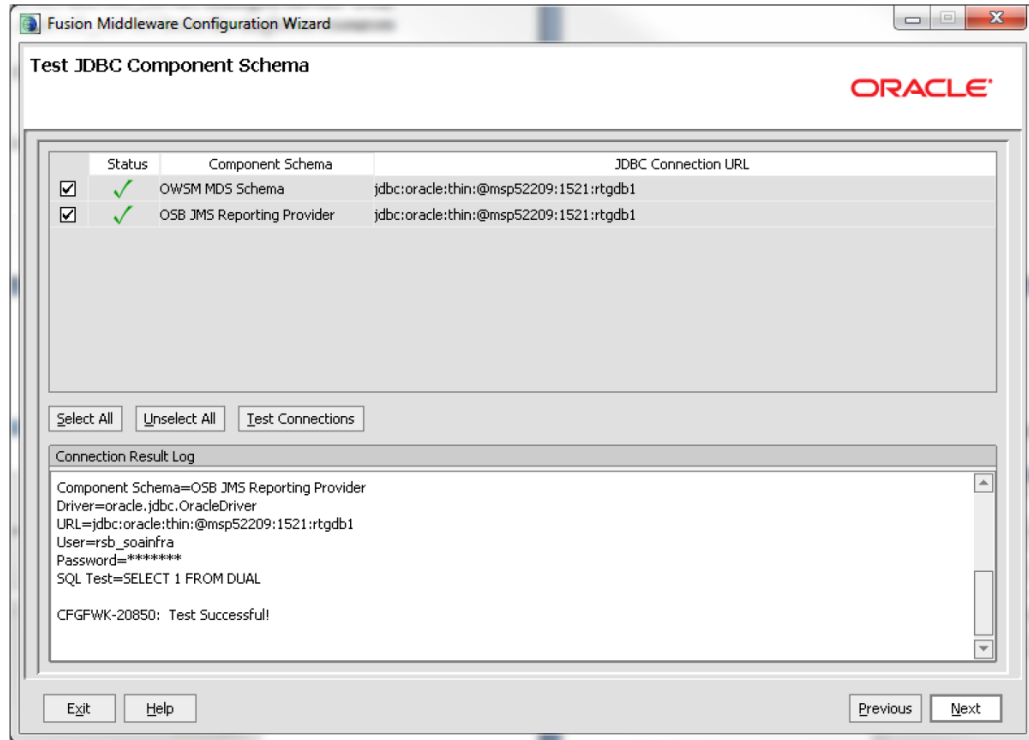 Fusion Middleware Configuration Wizard
Test JDBC Component Schema
ORACLE
Status Component Schema JDBC Connection URL
OWSM MDS Schema jdbc:oracle:thin:@msp52209:1521:rtgdb1
OSB JMS Reporting Provider jdbc:oracle:thin:@msp52209:1521:rtgdb1
Select All Unselect All Test Connections
Connection Result Log
Component Schema=OSB JMS Reporting Provider
Driver=oracle.jdbc.OracleDriver
URL=jdbc:oracle:thin:@msp52209:1521:rtgdb1
User=rsb_soainfra
Password=*******
SQL Test=SELECT 1 FROM DUAL
CFGFWK-20850: Test Successful!
Exit Help Previous Next